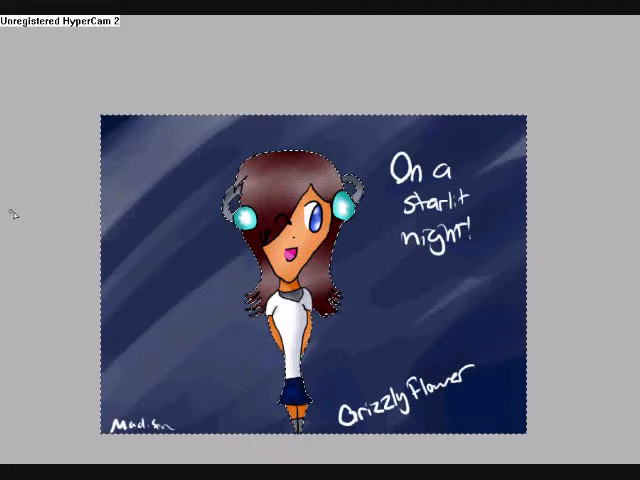 Unregistered HyperCam 2
On a
starlit
night!
Grizzly Flower
Madison